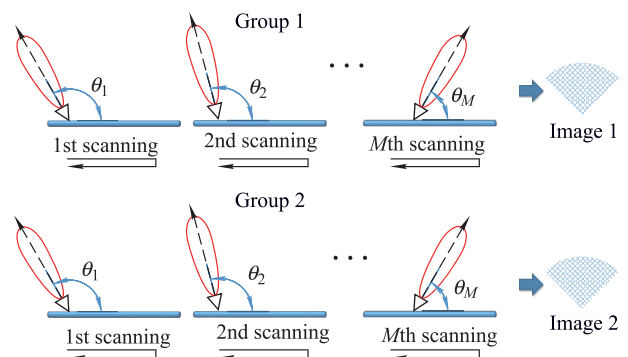 Group 1
θ1 θ2 ... θM
1st scanning 2nd scanning Mth scanning Image 1
Group 2
θ1 θ2 ... θM
1st scanning 2nd scanning Mth scanning Image 2